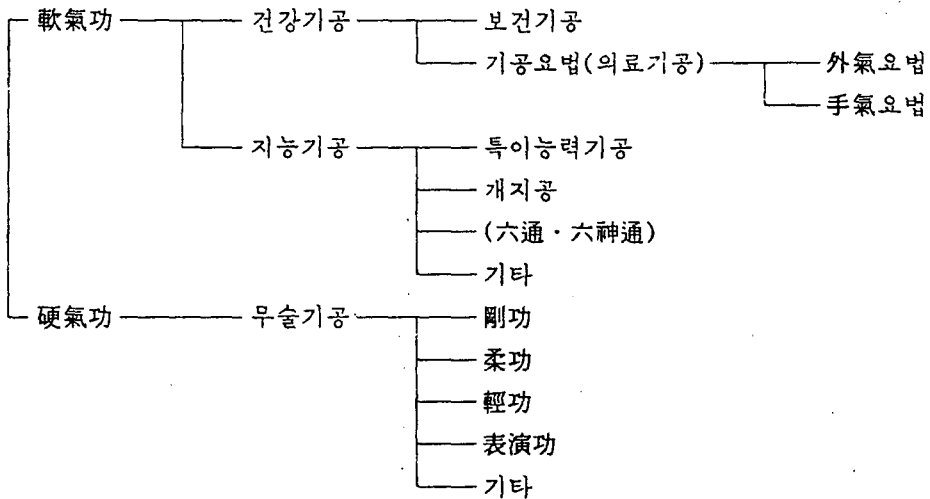 軟氣功 건강기공 보건기공
기공요법(의료기공) 外氣요법
手氣요법
지능기공 특이능력기공
개지공
(六通·六神通)
기타
硬氣功 무술기공 剛功
柔功
輕功
表演功
기타